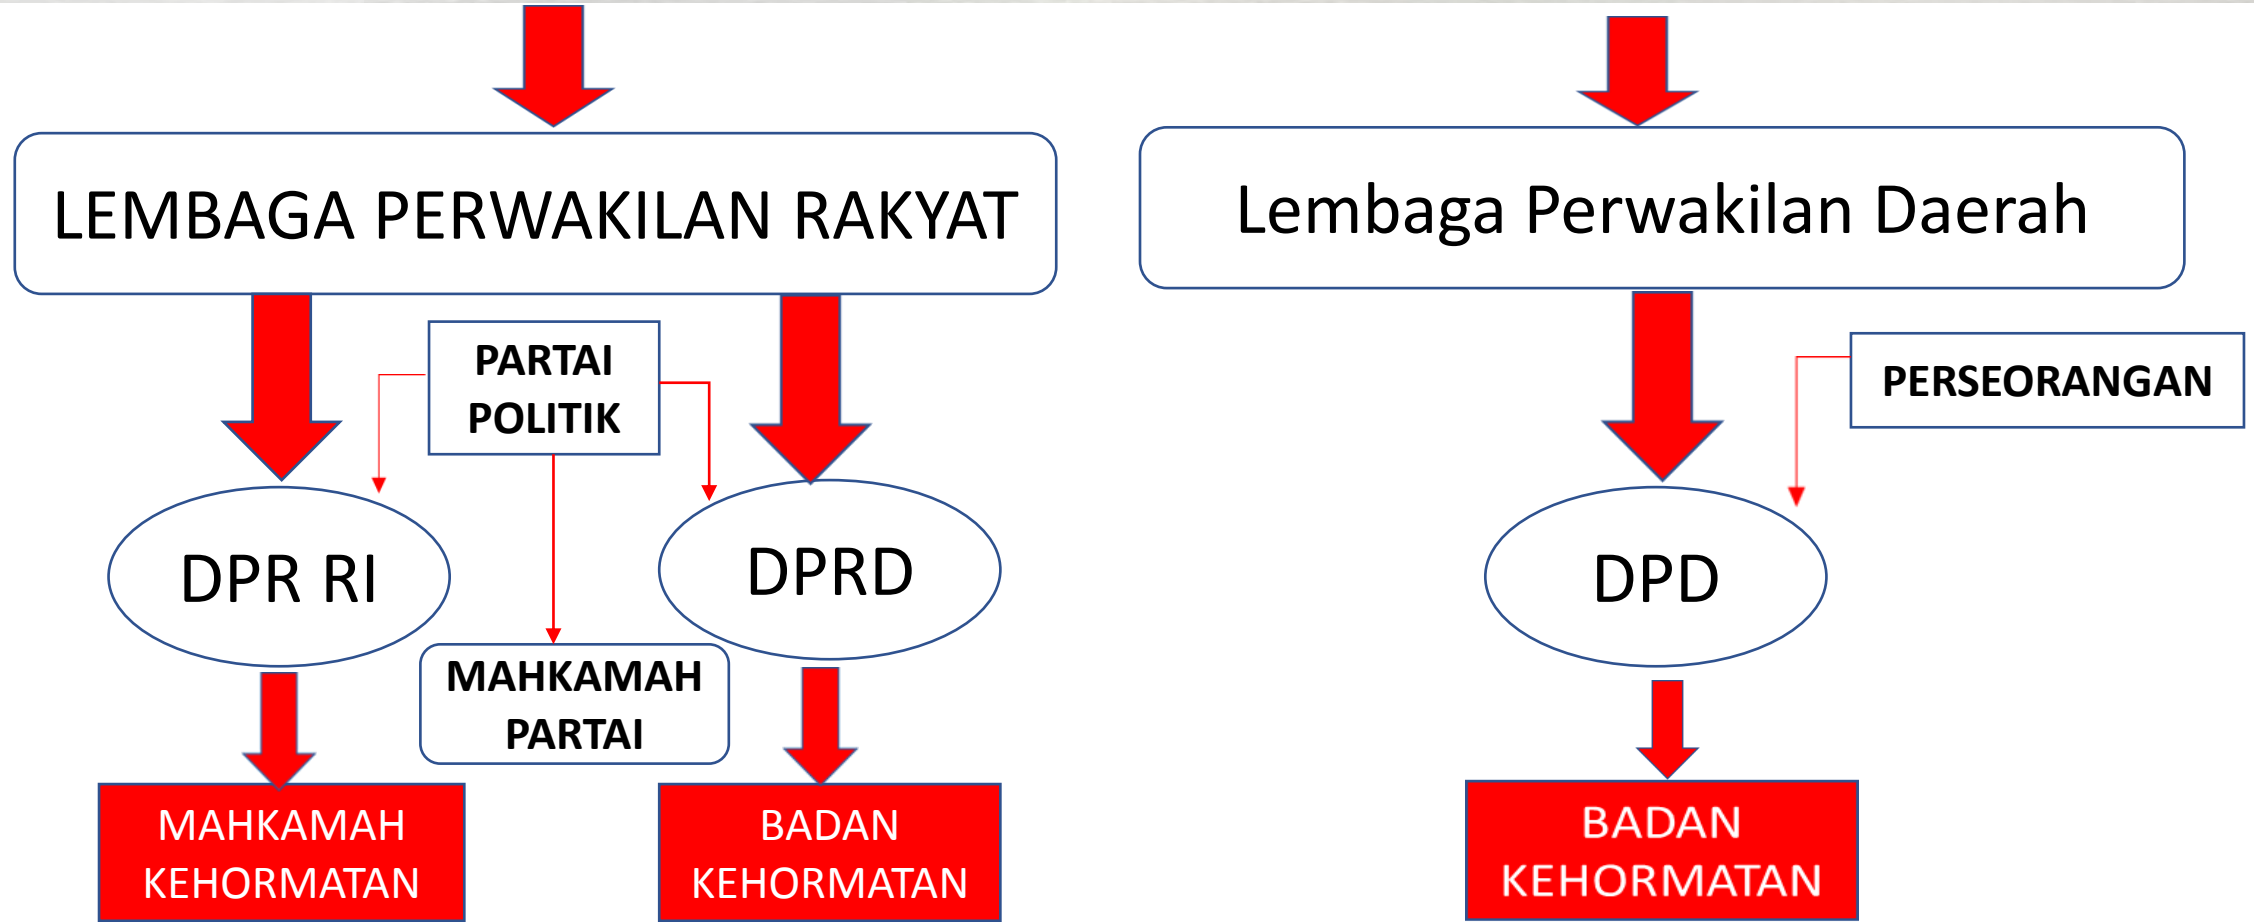 LEMBAGA PERWAKILAN RAKYAT
Lembaga Perwakilan Daerah
PARTAI
POLITIK
PERSEORANGAN
DPR RI
DPRD
DPD
MAHKAMAH
PARTAI
MAHKAMAH
KEHORMATAN
BADAN
KEHORMATAN
BADAN
KEHORMATAN